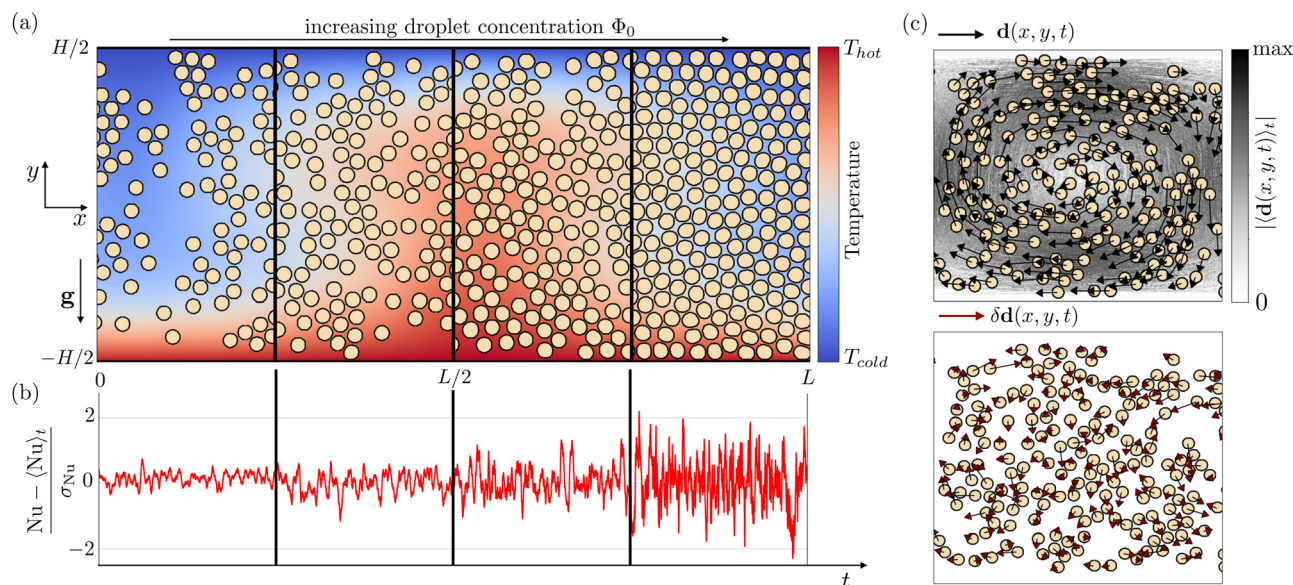 (a)
increasing droplet concentration Φ₀
H/2
T_hot
y
x
g
Temperature
−H/2
T_cold
0
L/2
L
(b)
Nu − ⟨Nu⟩_t
σ_Nu
2
0
−2
t
(c)
d(x, y, t)
max
|⟨d(x, y, t)⟩_t|
0
δd(x, y, t)